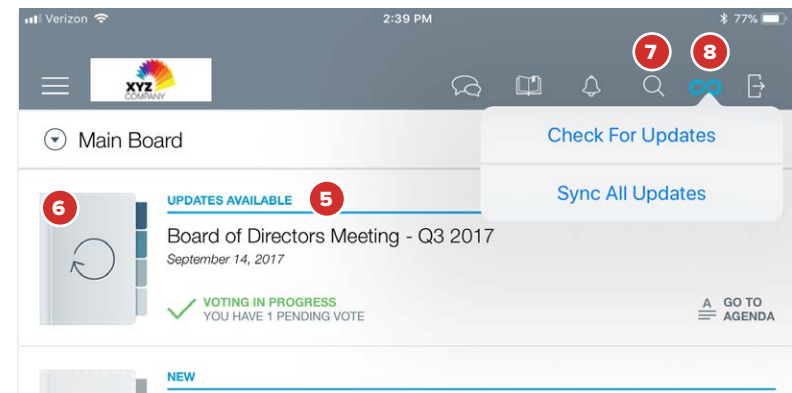 Verizon 2:39 PM 77%
7 8
XYZ
COMPANY
Main Board
Check For Updates
Sync All Updates
6 UPDATES AVAILABLE 5
Board of Directors Meeting - Q3 2017
September 14, 2017
VOTING IN PROGRESS
YOU HAVE 1 PENDING VOTE
A GO TO
AGENDA
NEW